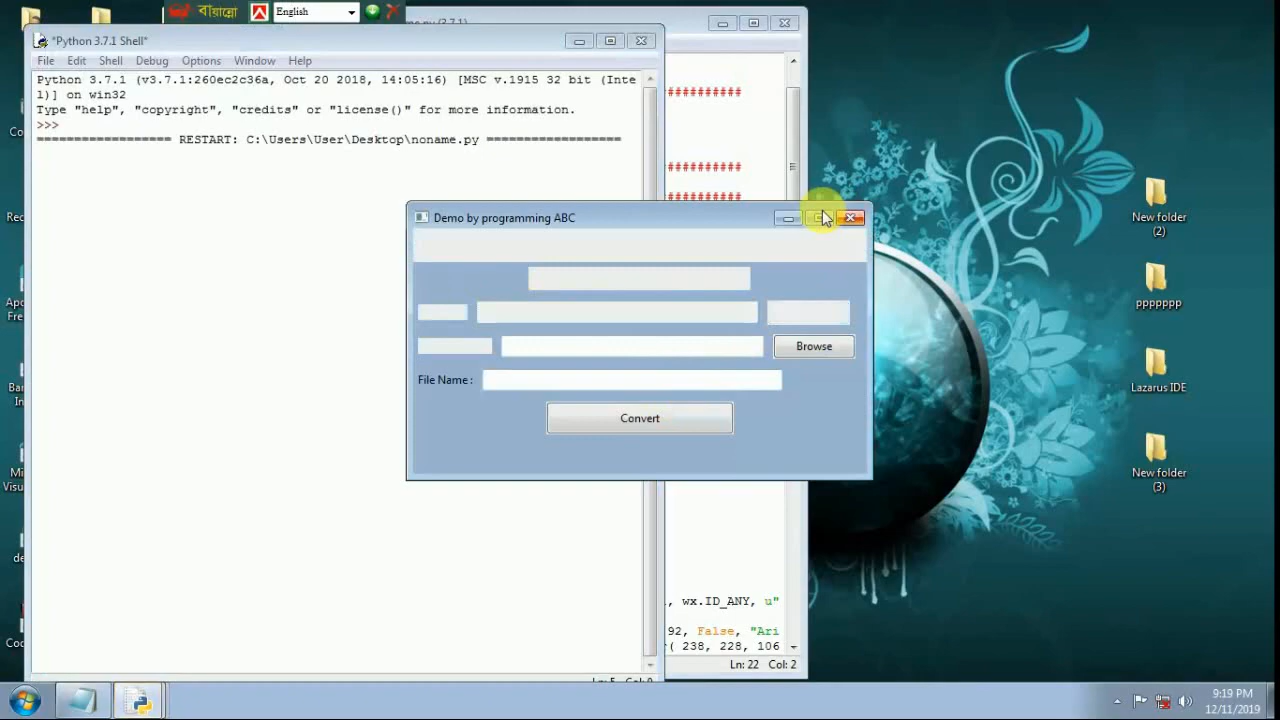 বায়ান্নো
English
*Python 3.7.1 Shell*
File Edit Shell Debug Options Window Help
Python 3.7.1 (v3.7.1:260ec2c36a, Oct 20 2018, 14:05:16) [MSC v.1915 32 bit (Inte
l)] on win32
Type "help", "copyright", "credits" or "license()" for more information.
>>>
================== RESTART: C:\Users\User\Desktop\noname.py ==================
##########
##########
##########
Demo by programming ABC
Browse
File Name :
Convert
, wx.ID_ANY, u"
92, False, "Ari
( 238, 228, 106
Ln: 22 Col: 2
New folder
(2)
ppppppp
Lazarus IDE
New folder
(3)
9:19 PM
12/11/2019